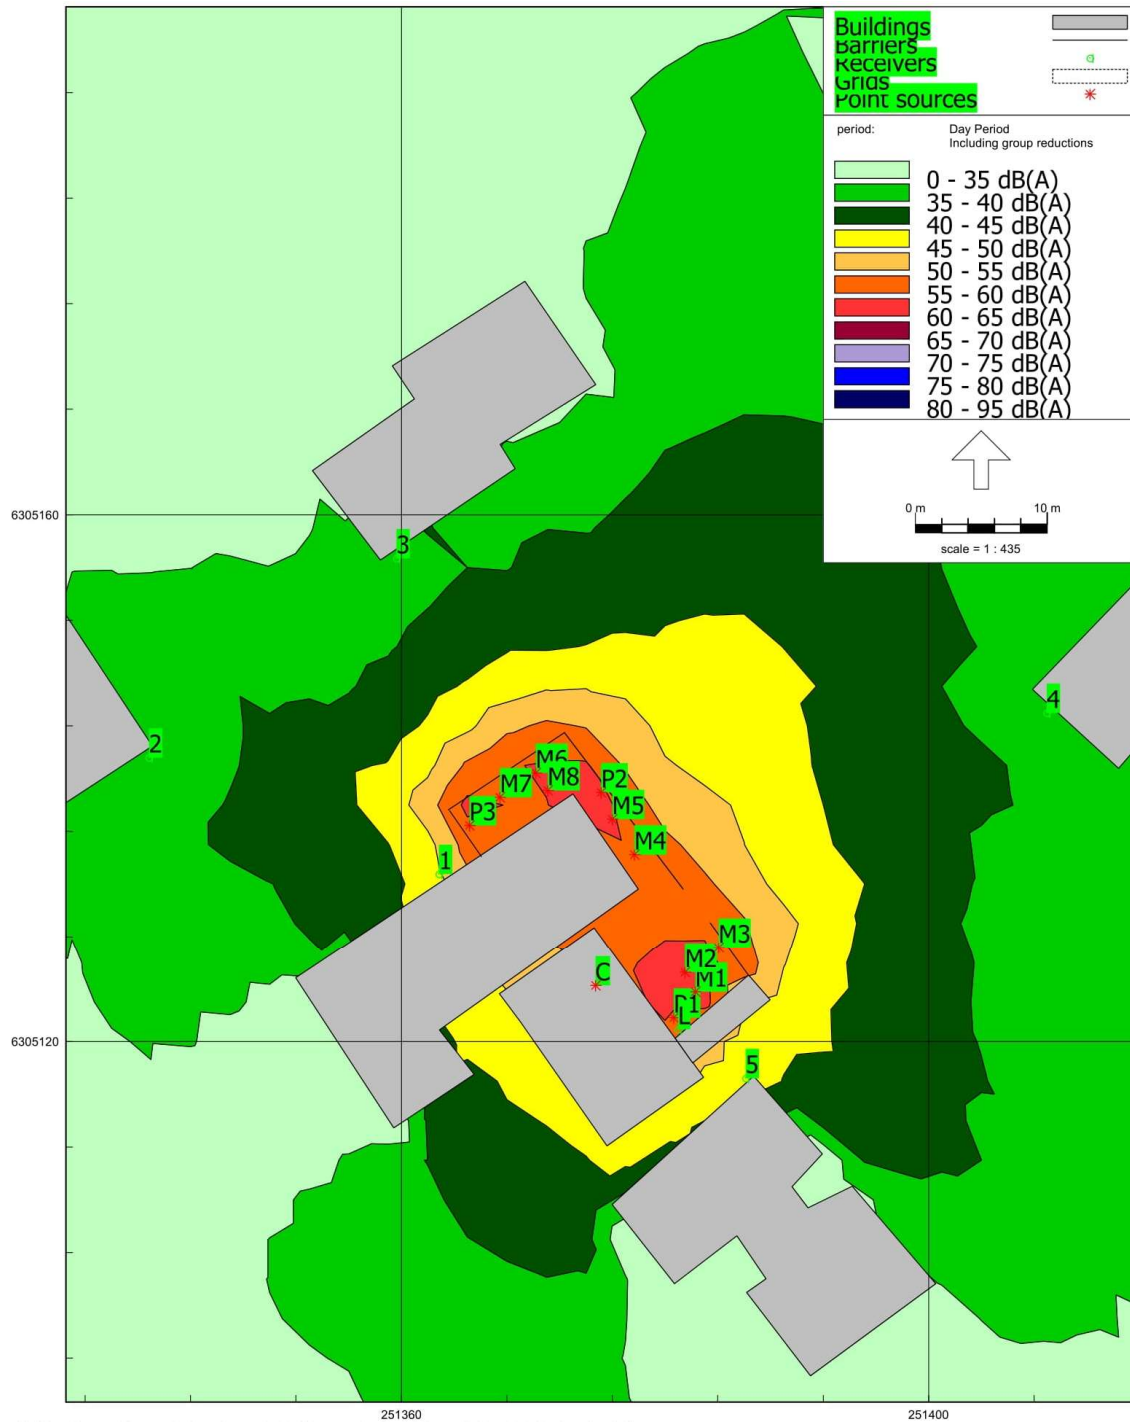 Buildings
Barriers
Receivers
Grids
Point sources
period: Day Period
Including group reductions
0 - 35 dB(A)
35 - 40 dB(A)
40 - 45 dB(A)
45 - 50 dB(A)
50 - 55 dB(A)
55 - 60 dB(A)
60 - 65 dB(A)
65 - 70 dB(A)
70 - 75 dB(A)
75 - 80 dB(A)
80 - 95 dB(A)
0 m 10 m
scale = 1 : 435
6305160
3
4
2
M6
M8
P2
M7
P3
M5
M4
1
M3
M2
C
M1
P1
L
6305120
5
251360
251400